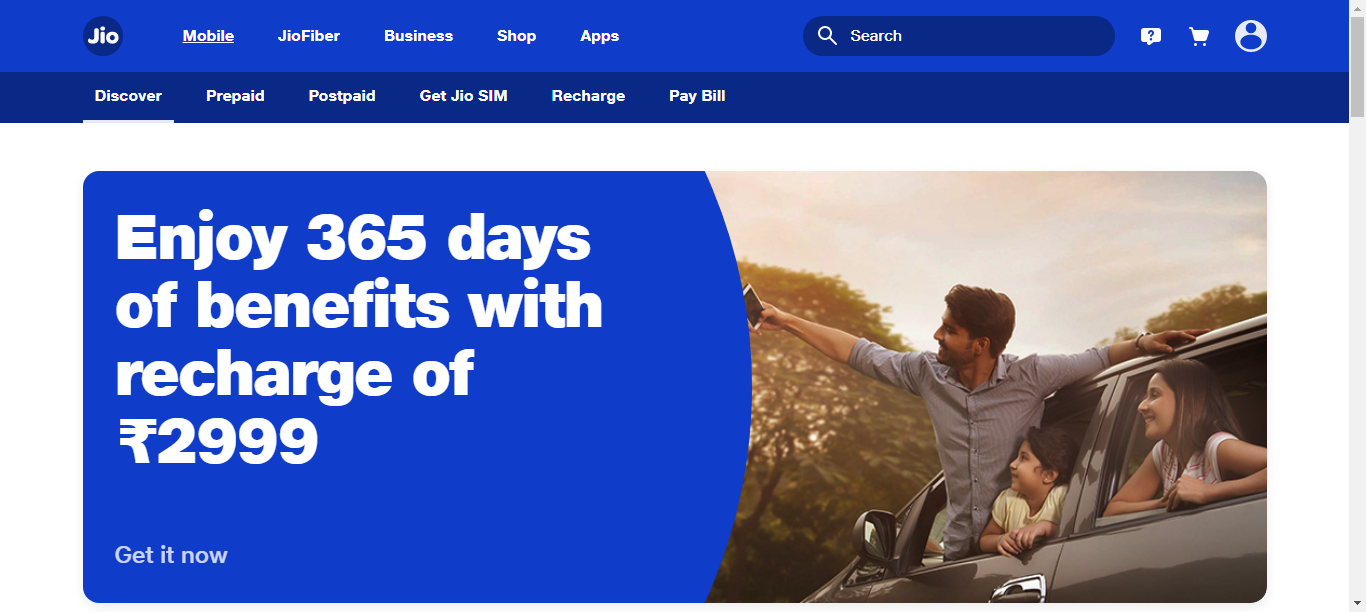 Jio Mobile JioFiber Business Shop Apps Search
Discover Prepaid Postpaid Get Jio SIM Recharge Pay Bill
Enjoy 365 days
of benefits with
recharge of
₹2999
Get it now